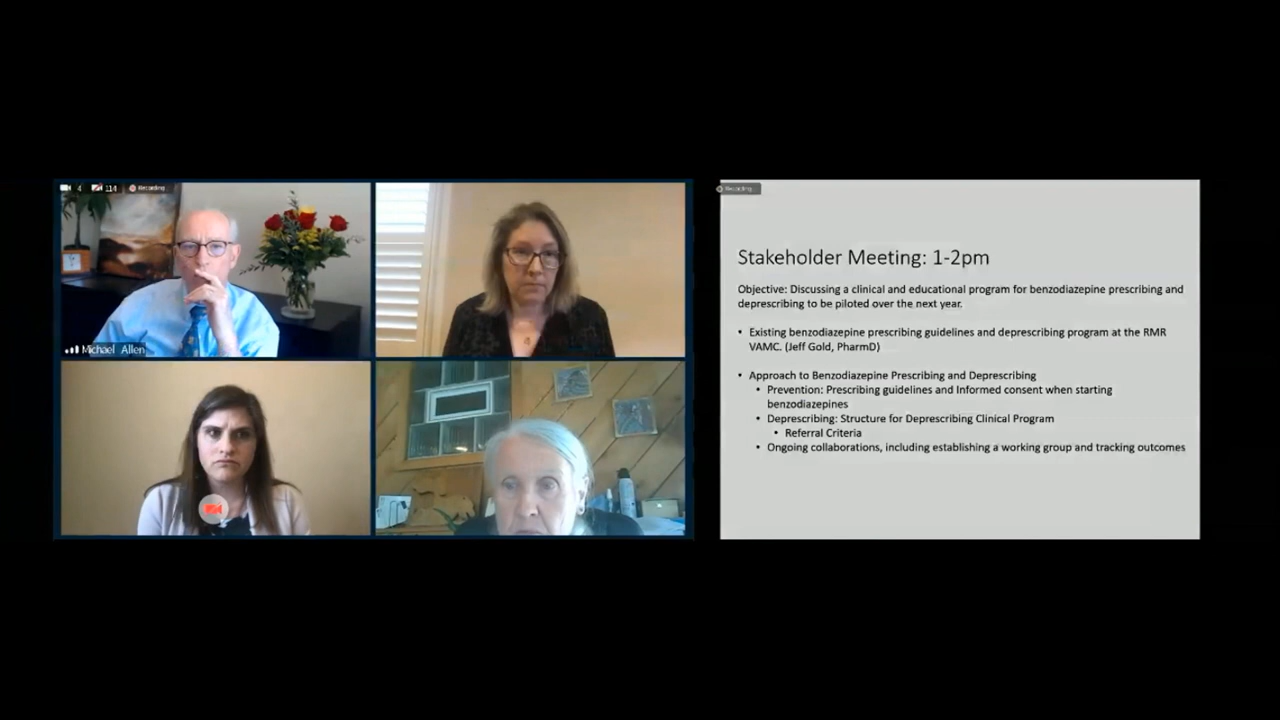 4 114 Recording
Michael Allen
Recording...
Stakeholder Meeting: 1-2pm
Objective: Discussing a clinical and educational program for benzodiazepine prescribing and
deprescribing to be piloted over the next year.
• Existing benzodiazepine prescribing guidelines and deprescribing program at the RMR
VAMC. (Jeff Gold, PharmD)
• Approach to Benzodiazepine Prescribing and Deprescribing
• Prevention: Prescribing guidelines and Informed consent when starting
benzodiazepines
• Deprescribing: Structure for Deprescribing Clinical Program
• Referral Criteria
• Ongoing collaborations, including establishing a working group and tracking outcomes